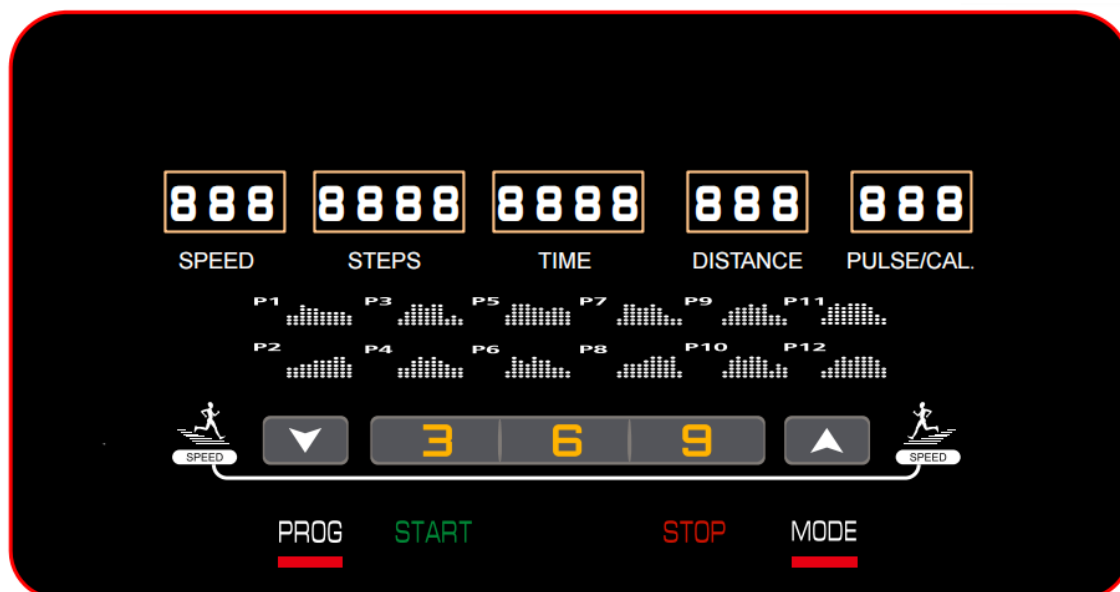 888 8888 8888 888 888
SPEED STEPS TIME DISTANCE PULSE/CAL.
P1 P3 P5 P7 P9 P11
P2 P4 P6 P8 P10 P12
3 6 9
SPEED SPEED
PROG START STOP MODE